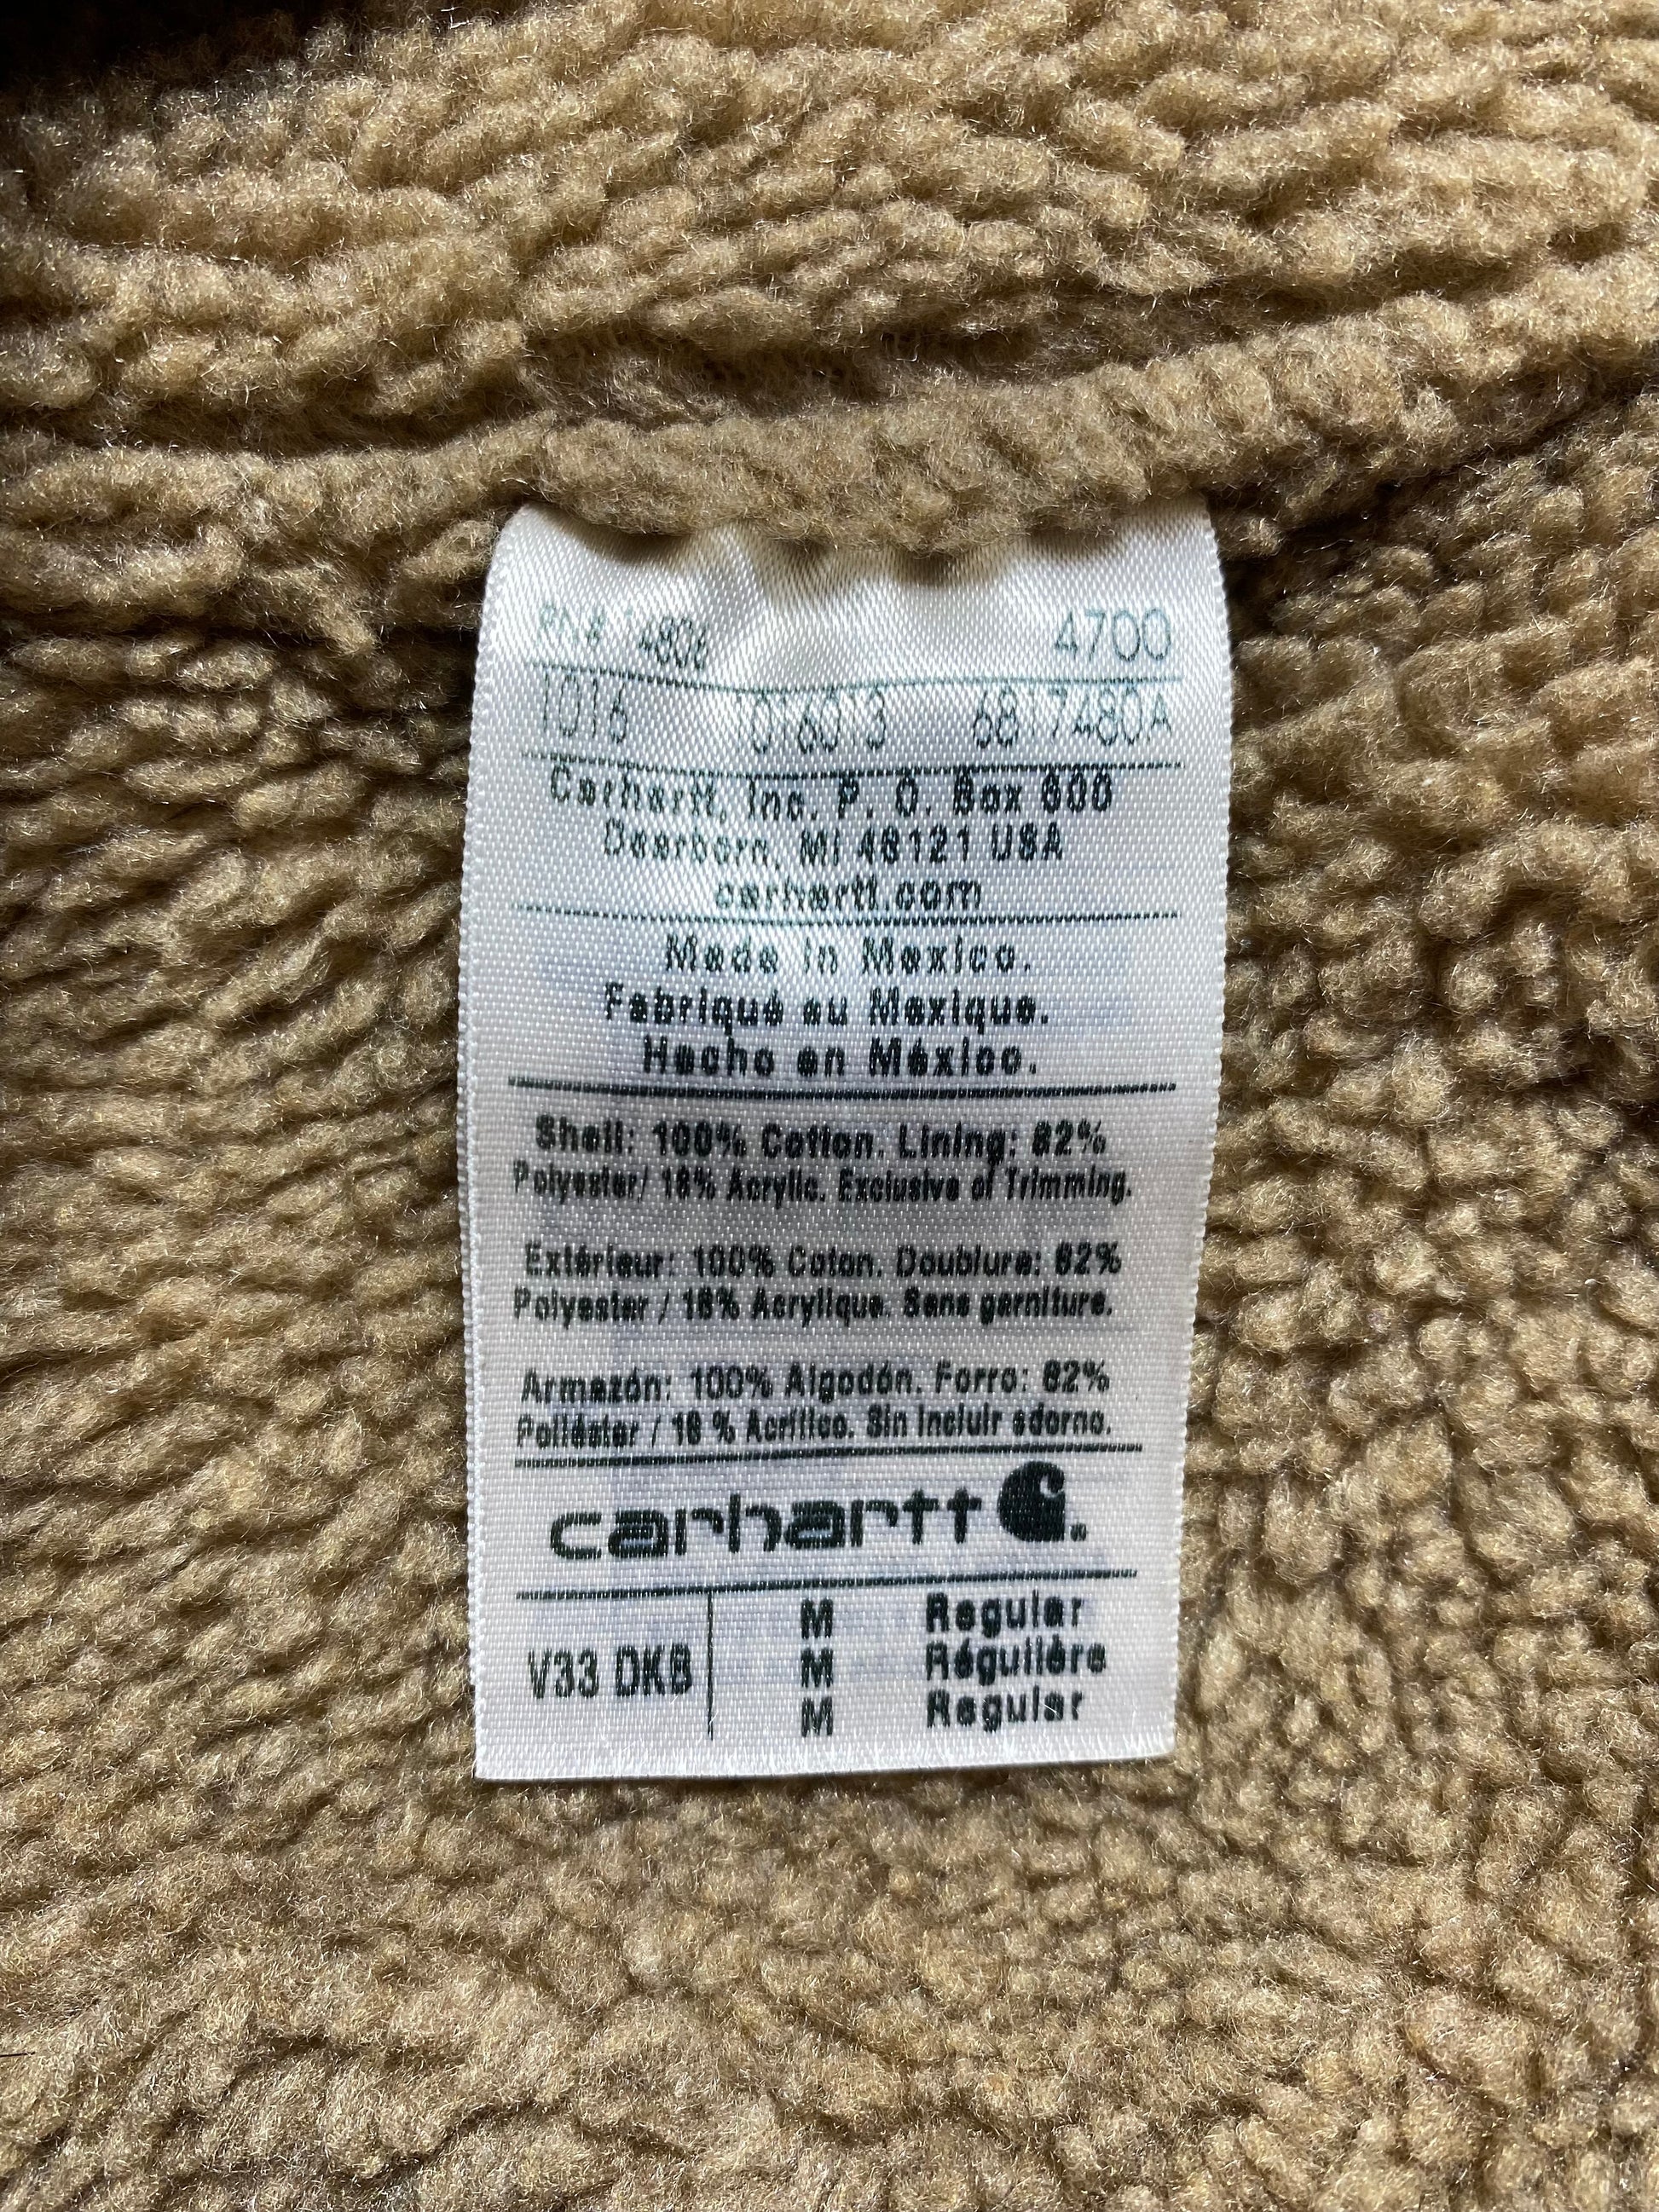 RN# 14806 4700
1016 016013 6817480A
Carhartt, Inc. P. O. Box 600
Dearborn, MI 48121 USA
carhartt.com
Made in Mexico.
Fabriqué au Mexique.
Hecho en México.
Shell: 100% Cotton. Lining: 82%
Polyester/ 18% Acrylic. Exclusive of Trimming.
Extérieur: 100% Coton. Doublure: 82%
Polyester / 18% Acrylique. Sans garniture.
Armazón: 100% Algodón. Forro: 82%
Poliéster / 18 % Acrílico. Sin incluir adorno.
carhartt
V33 DKB M Regular
M Régulière
M Regular